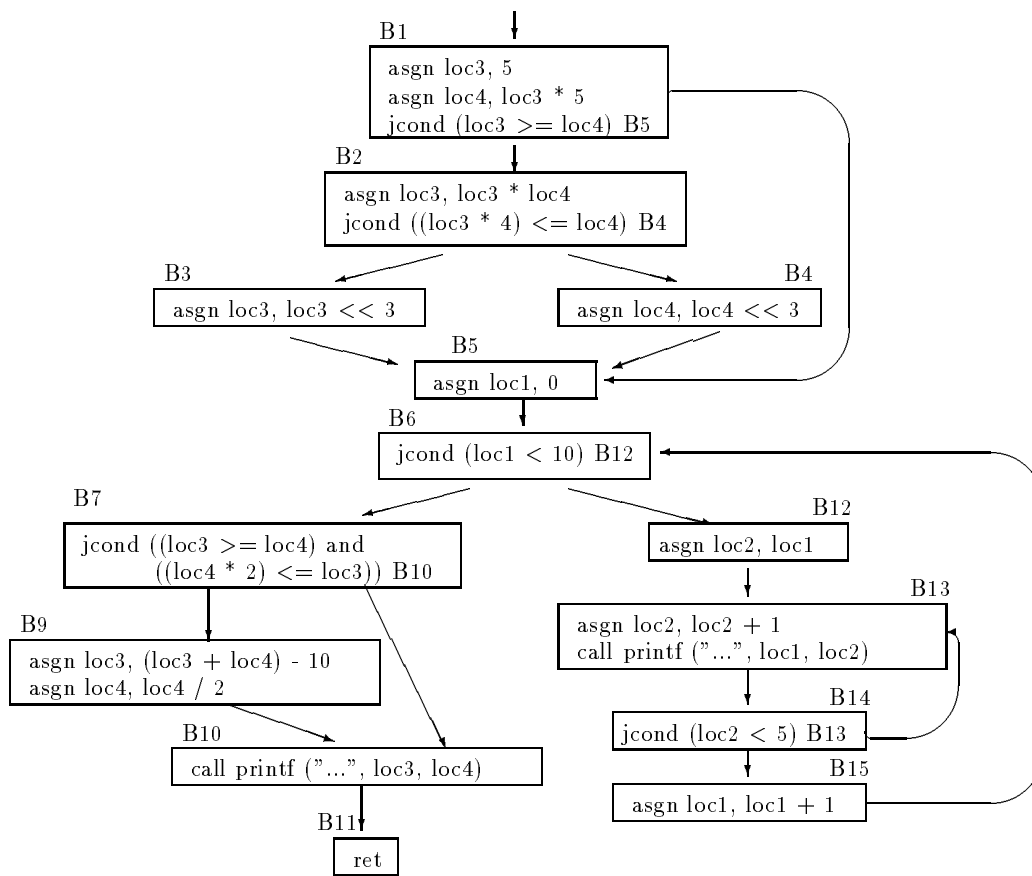 B1
asgn loc3, 5
asgn loc4, loc3 * 5
jcond (loc3 >= loc4) B5
B2
asgn loc3, loc3 * loc4
jcond ((loc3 * 4) <= loc4) B4
B3
asgn loc3, loc3 << 3
B4
asgn loc4, loc4 << 3
B5
asgn loc1, 0
B6
jcond (loc1 < 10) B12
B7
jcond ((loc3 >= loc4) and
((loc4 * 2) <= loc3)) B10
B9
asgn loc3, (loc3 + loc4) - 10
asgn loc4, loc4 / 2
B10
call printf ("...", loc3, loc4)
B11
ret
B12
asgn loc2, loc1
B13
asgn loc2, loc2 + 1
call printf ("...", loc1, loc2)
B14
jcond (loc2 < 5) B13
B15
asgn loc1, loc1 + 1